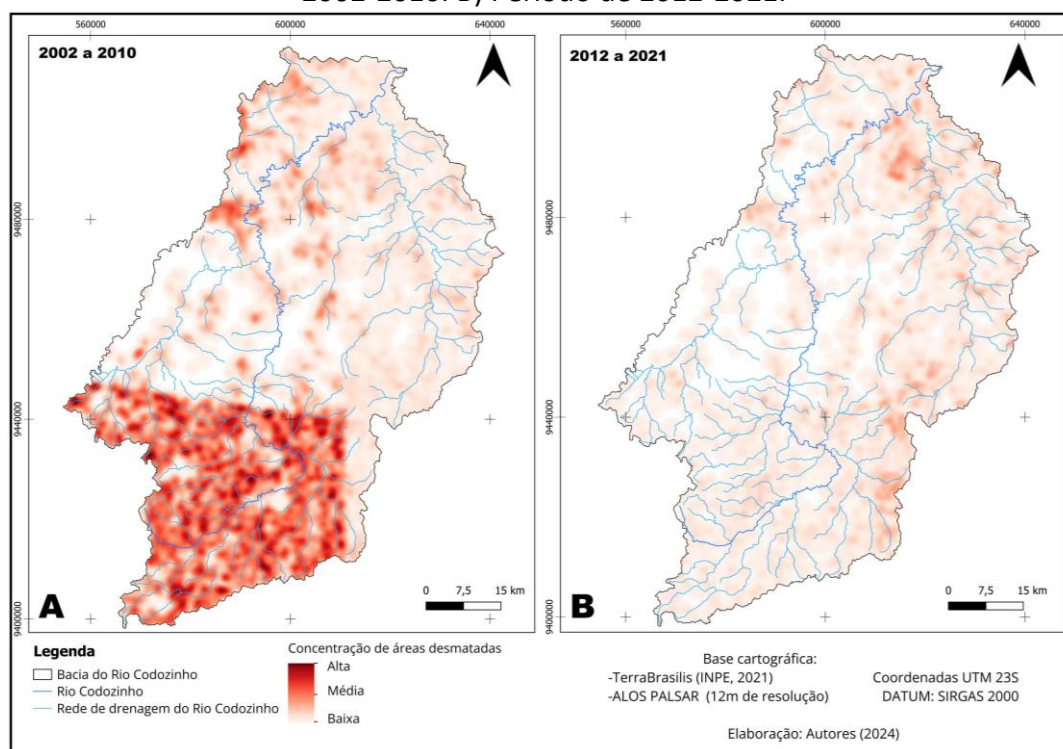 2002-2010. B) Período de 2012-2021.
560000 600000 640000
560000 600000 640000
2002 a 2010
2012 a 2021
9480000
9440000
9400000
9480000
9440000
9400000
0 7,5 15 km
0 7,5 15 km
A
B
Legenda
Bacia do Rio Codozinho
Rio Codozinho
Rede de drenagem do Rio Codozinho
Concentração de áreas desmatadas
Alta
Média
Baixa
Base cartográfica:
-TerraBrasilis (INPE, 2021)
-ALOS PALSAR (12m de resolução)
Coordenadas UTM 23S
DATUM: SIRGAS 2000
Elaboração: Autores (2024)